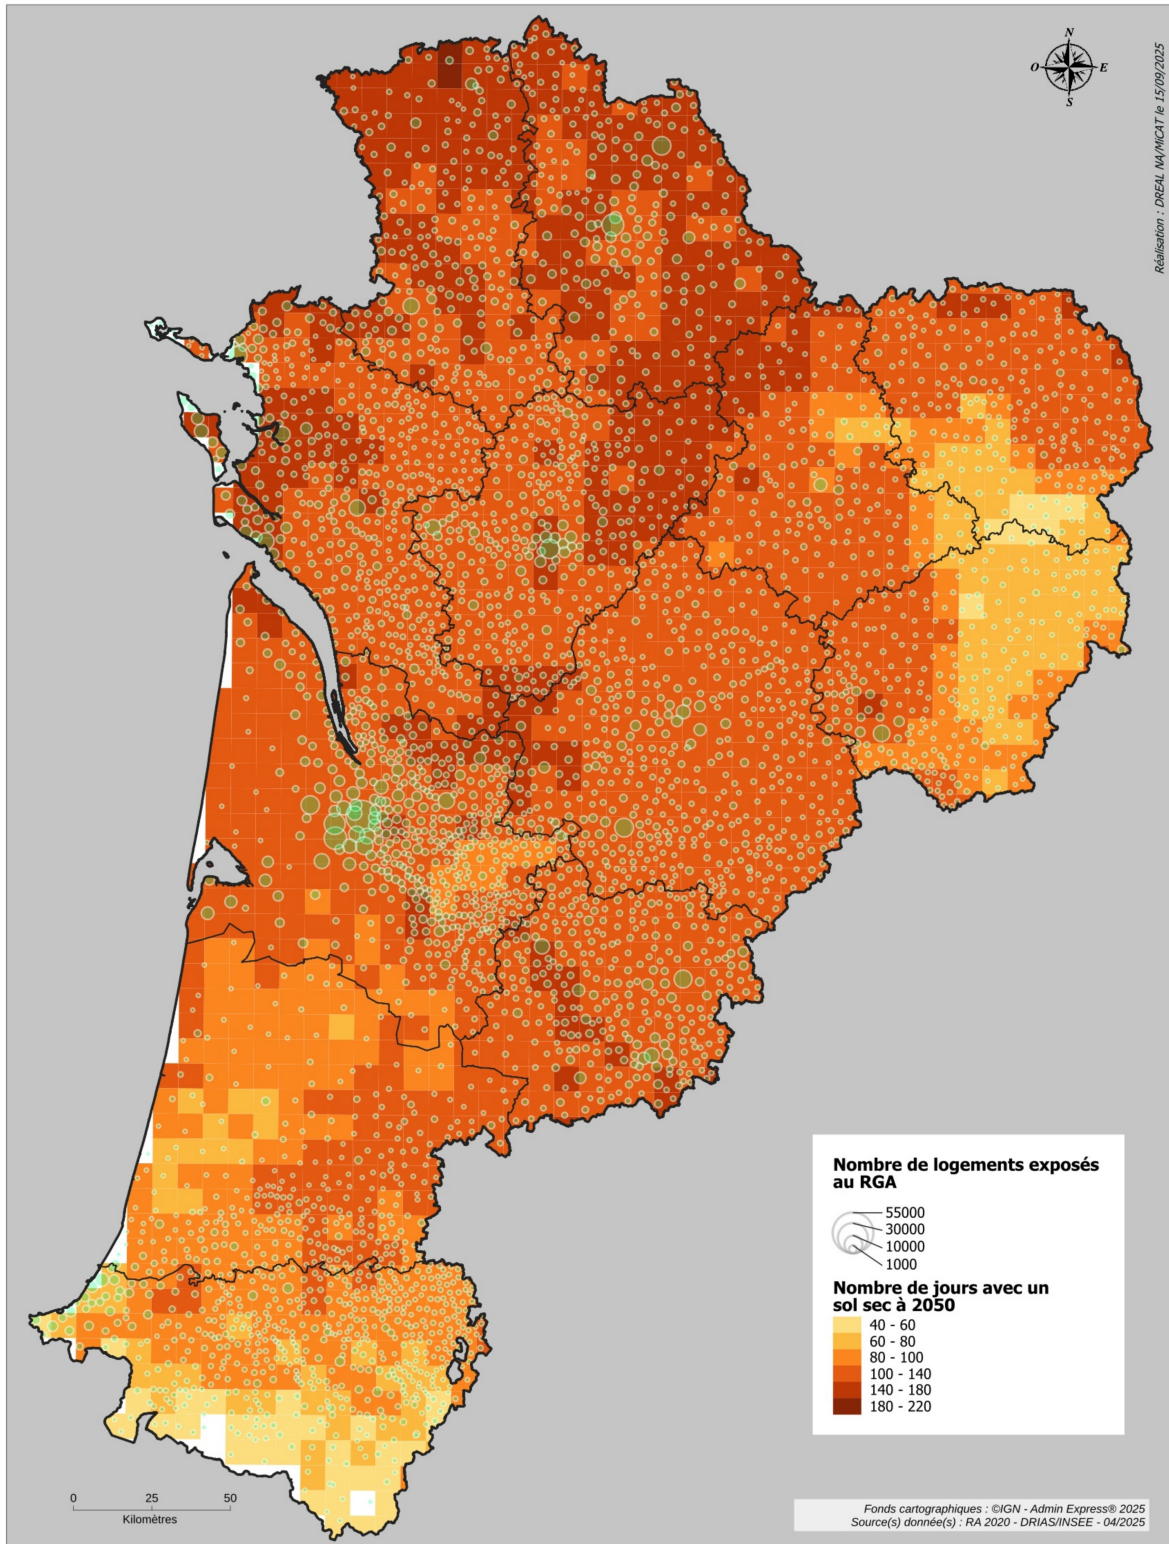 N
O E
S
Réalisation : DREAL NA/MiCAT le 15/09/2025
Nombre de logements exposés
au RGA
55000
30000
10000
1000
Nombre de jours avec un
sol sec à 2050
40 - 60
60 - 80
80 - 100
100 - 140
140 - 180
180 - 220
0 25 50
Kilomètres
Fonds cartographiques : ©IGN - Admin Express® 2025
Source(s) donnée(s) : RA 2020 - DRIAS/INSEE - 04/2025